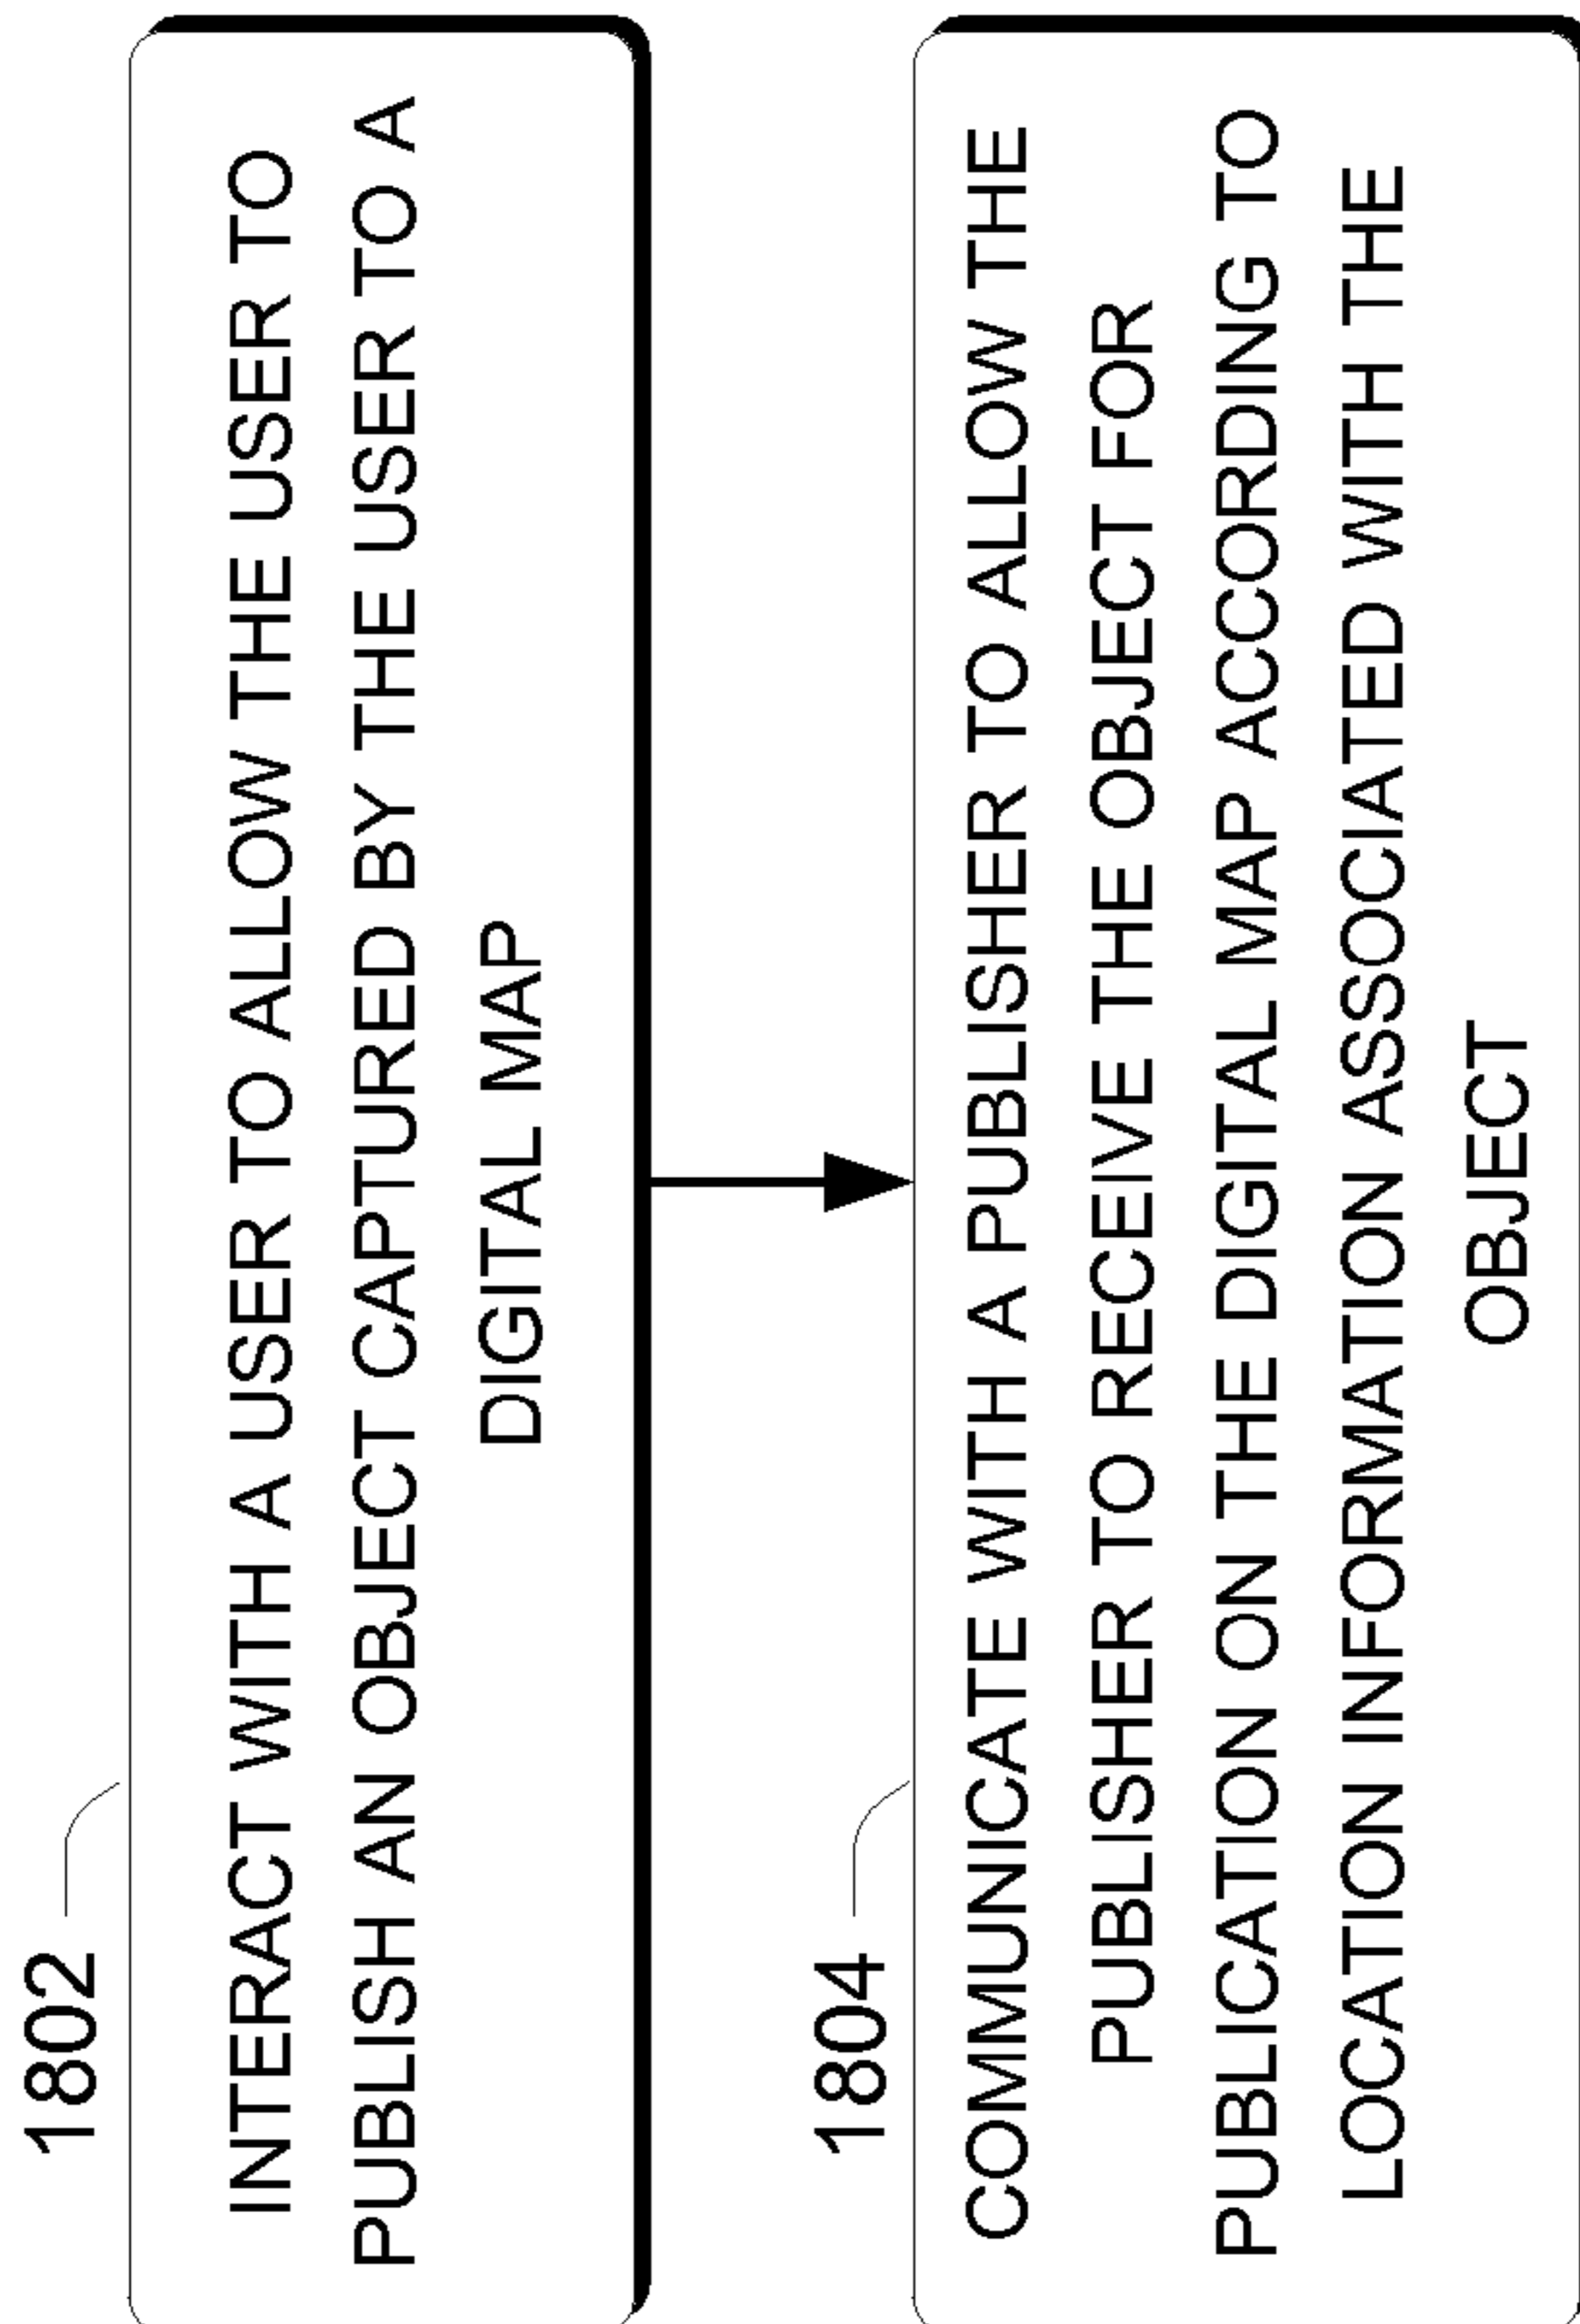 1802
INTERACT WITH A USER TO ALLOW THE USER TO
PUBLISH AN OBJECT CAPTURED BY THE USER TO A
DIGITAL MAP
1804
COMMUNICATE WITH A PUBLISHER TO ALLOW THE
PUBLISHER TO RECEIVE THE OBJECT FOR
PUBLICATION ON THE DIGITAL MAP ACCORDING TO
LOCATION INFORMATION ASSOCIATED WITH THE
OBJECT